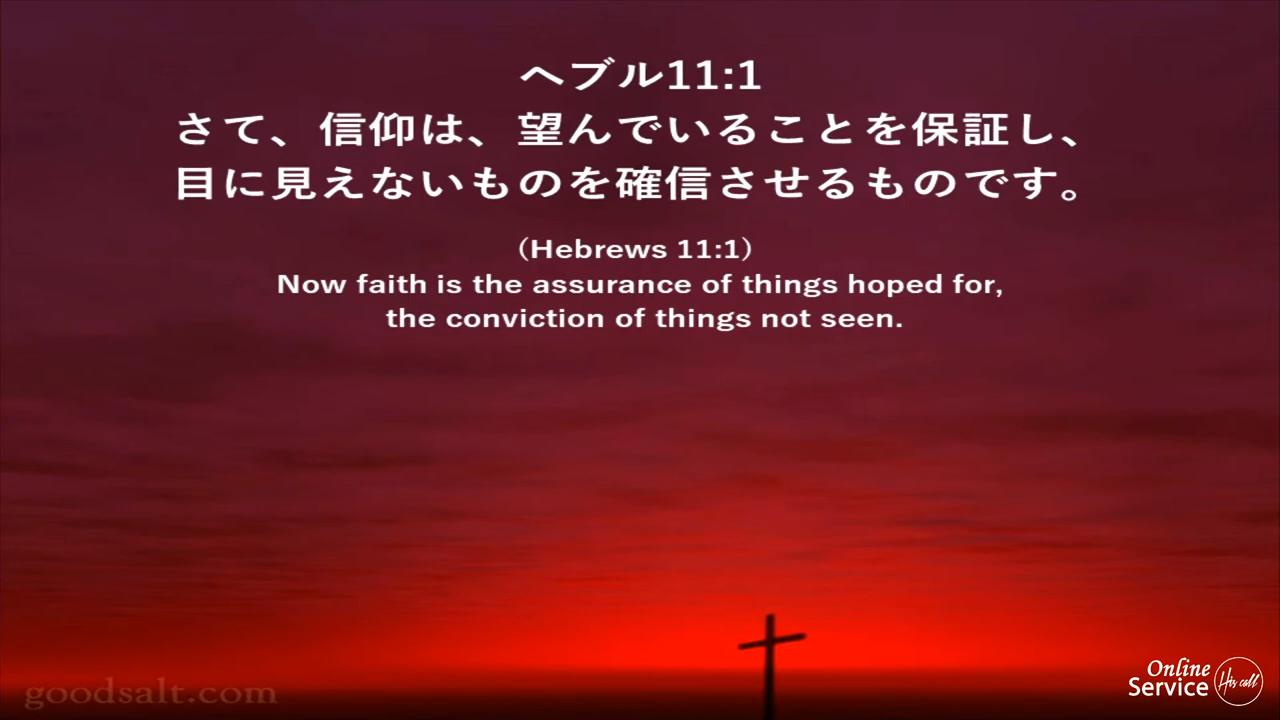 ヘブル11:1
さて、信仰は、望んでいることを保証し、
目に見えないものを確信させるものです。
(Hebrews 11:1)
Now faith is the assurance of things hoped for,
the conviction of things not seen.
goodsalt.com
Online
Service
His call